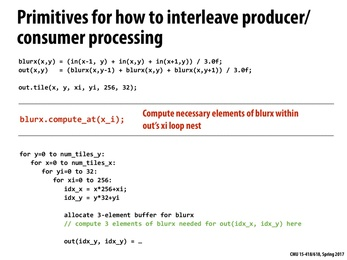 Primitives for how to interleave producer/
consumer processing
blurx(x,y) = (in(x-1, y) + in(x,y) + in(x+1,y)) / 3.0f;
out(x,y) = (blurx(x,y-1) + blurx(x,y) + blurx(x,y+1)) / 3.0f;
out.tile(x, y, xi, yi, 256, 32);
blurx.compute_at(x_i);
Compute necessary elements of blurx within
out's xi loop nest
for y=0 to num_tiles_y:
for x=0 to num_tiles_x:
for yi=0 to 32:
for xi=0 to 256:
idx_x = x*256+xi;
idx_y = y*32+yi
allocate 3-element buffer for blurx
// compute 3 elements of blurx needed for out(idx_x, idx_y) here
out(idx_y, idx_y) = …
CMU 15-418/618, Spring 2017